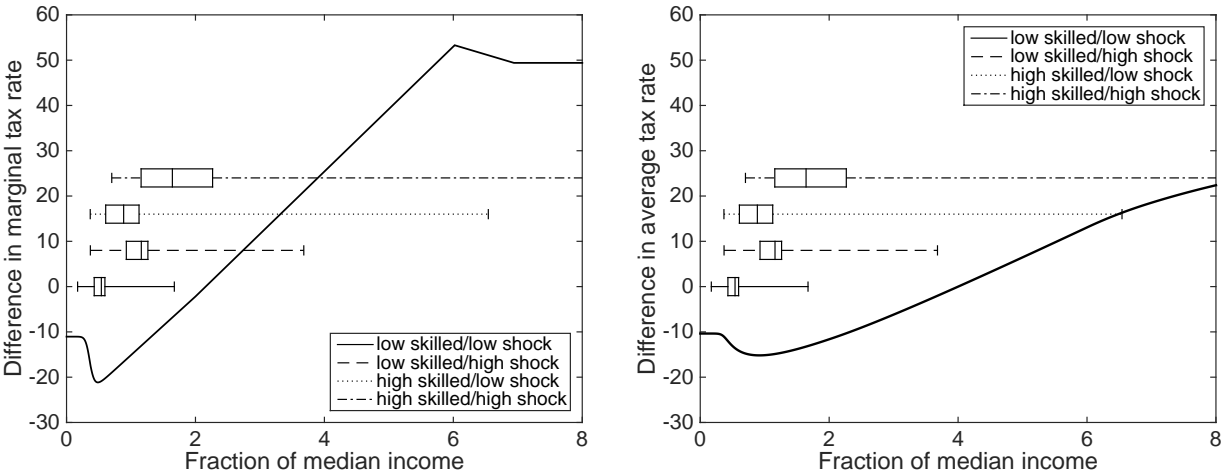 60
50
40
30
20
10
0
-10
-20
-30
Difference in marginal tax rate
low skilled/low shock
low skilled/high shock
high skilled/low shock
high skilled/high shock
0 2 4 6 8
Fraction of median income
60
50
40
30
20
10
0
-10
-20
-30
Difference in average tax rate
low skilled/low shock
low skilled/high shock
high skilled/low shock
high skilled/high shock
0 2 4 6 8
Fraction of median income